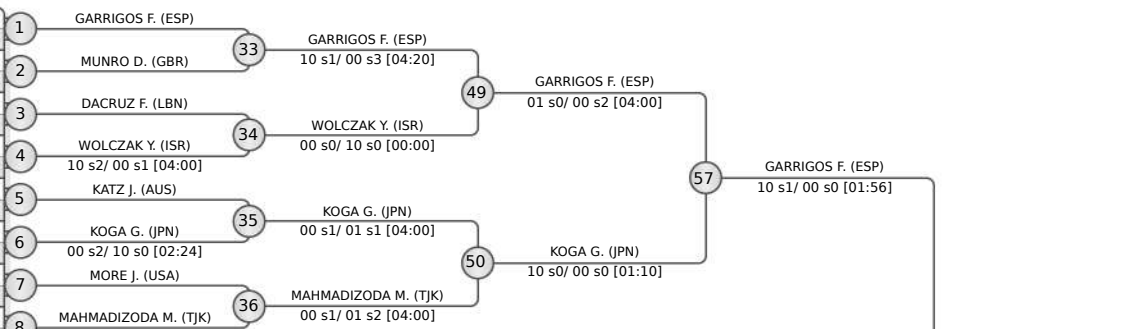 1
GARRIGOS F. (ESP)
2
MUNRO D. (GBR)
3
DACRUZ F. (LBN)
4
WOLCZAK Y. (ISR)
10 s2/ 00 s1 [04:00]
5
KATZ J. (AUS)
6
KOGA G. (JPN)
00 s2/ 10 s0 [02:24]
7
MORE J. (USA)
8
MAHMADIZODA M. (TJK)
33
GARRIGOS F. (ESP)
10 s1/ 00 s3 [04:20]
34
WOLCZAK Y. (ISR)
00 s0/ 10 s0 [00:00]
35
KOGA G. (JPN)
00 s1/ 01 s1 [04:00]
36
MAHMADIZODA M. (TJK)
00 s1/ 01 s2 [04:00]
49
GARRIGOS F. (ESP)
01 s0/ 00 s2 [04:00]
50
KOGA G. (JPN)
10 s0/ 00 s0 [01:10]
57
GARRIGOS F. (ESP)
10 s1/ 00 s0 [01:56]